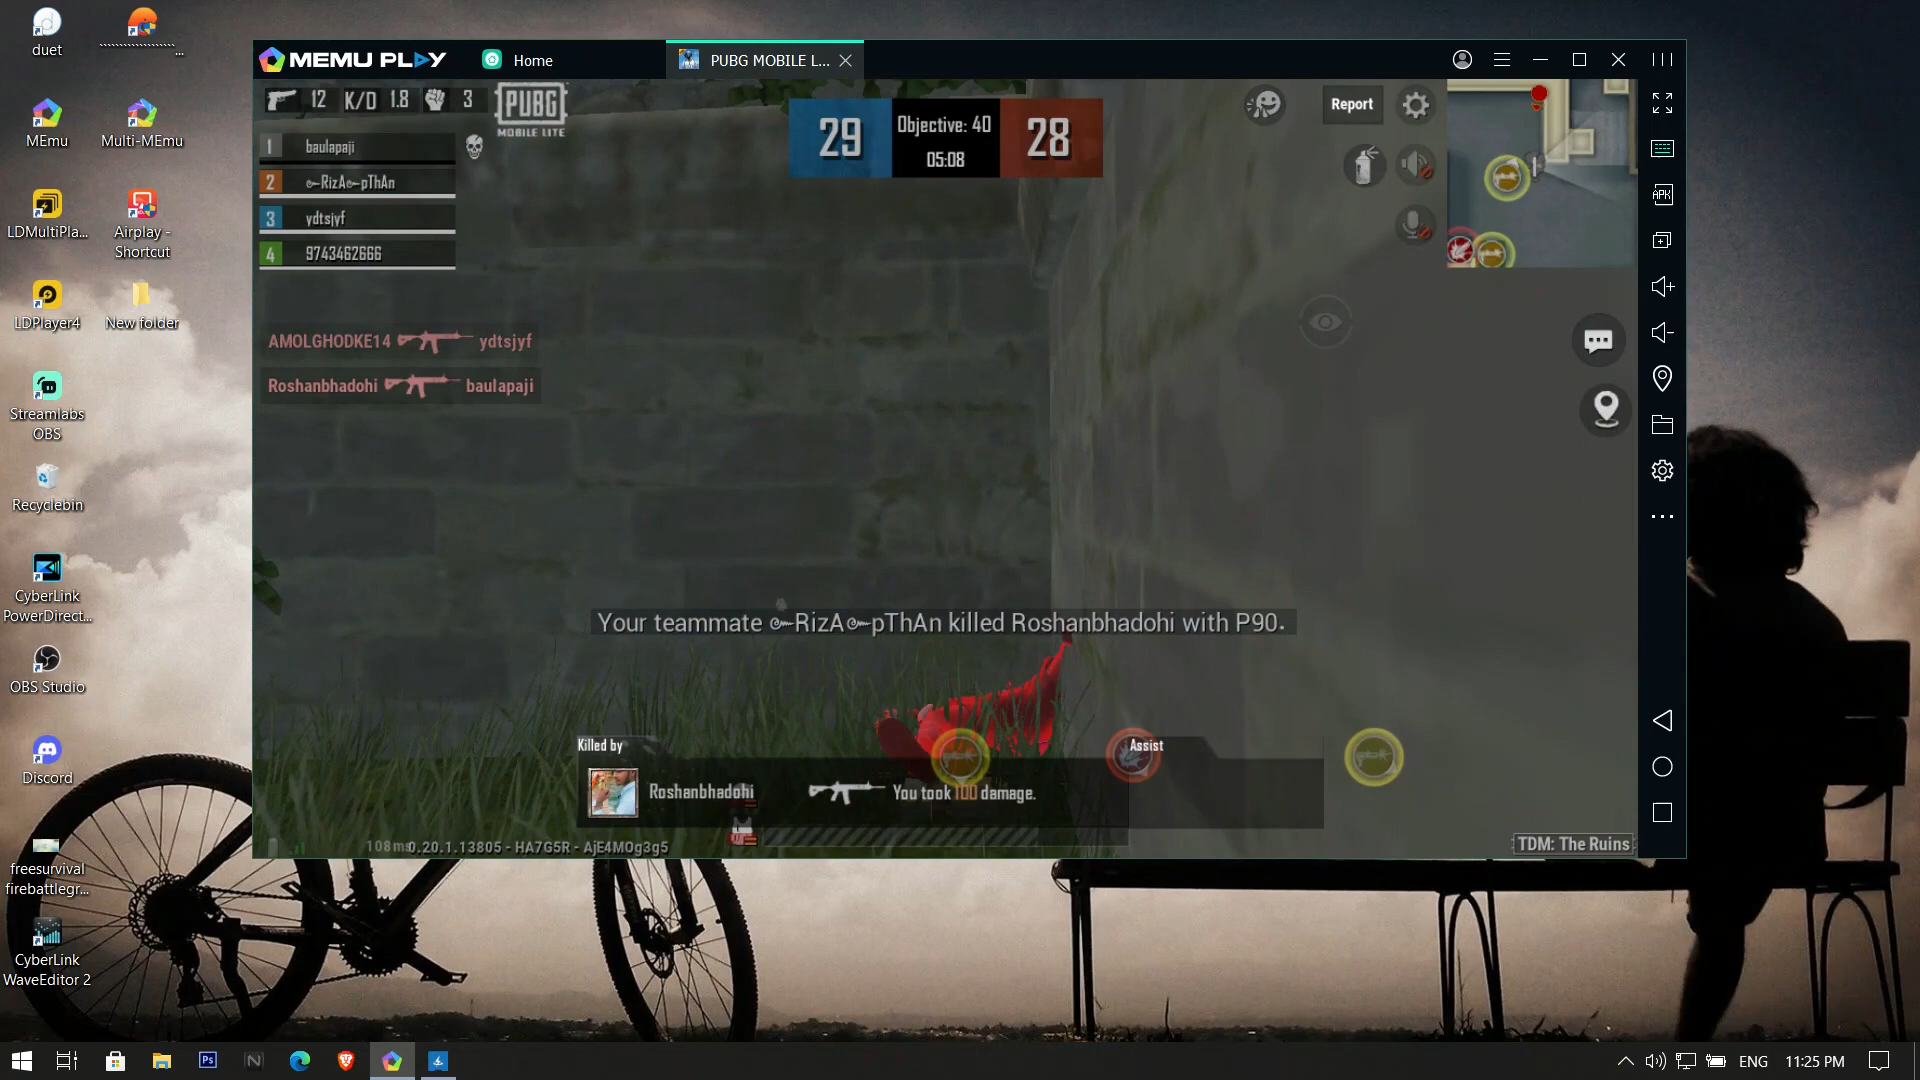 duet
```````````````````...
MEmu
Multi-MEmu
LDMultiPla...
Airplay -
Shortcut
LDPlayer4
New folder
Streamlabs
OBS
Recyclebin
CyberLink
PowerDirect...
OBS Studio
Discord
freesurvival
firebattlegr...
CyberLink
WaveEditor 2
MEMU PLAY
Home
PUBG MOBILE L...
12 K/D 1.8 3
PUBG
MOBILE LITE
1 baulapaji
2 ๛RizA๛pThAn
3 ydtsjyf
4 9743462666
29
Objective: 40
05:08
28
Report
APK
AMOLGHODKE14 ydtsjyf
Roshanbhadohi baulapaji
Your teammate ๛RizA๛pThAn killed Roshanbhadohi with P90.
Killed by
Assist
Roshanbhadohi
You took 100 damage.
108ms
0.20.1.13805 - HA7G5R - AjE4MOg3g5
TDM: The Ruins
Ps
N
ENG
11:25 PM